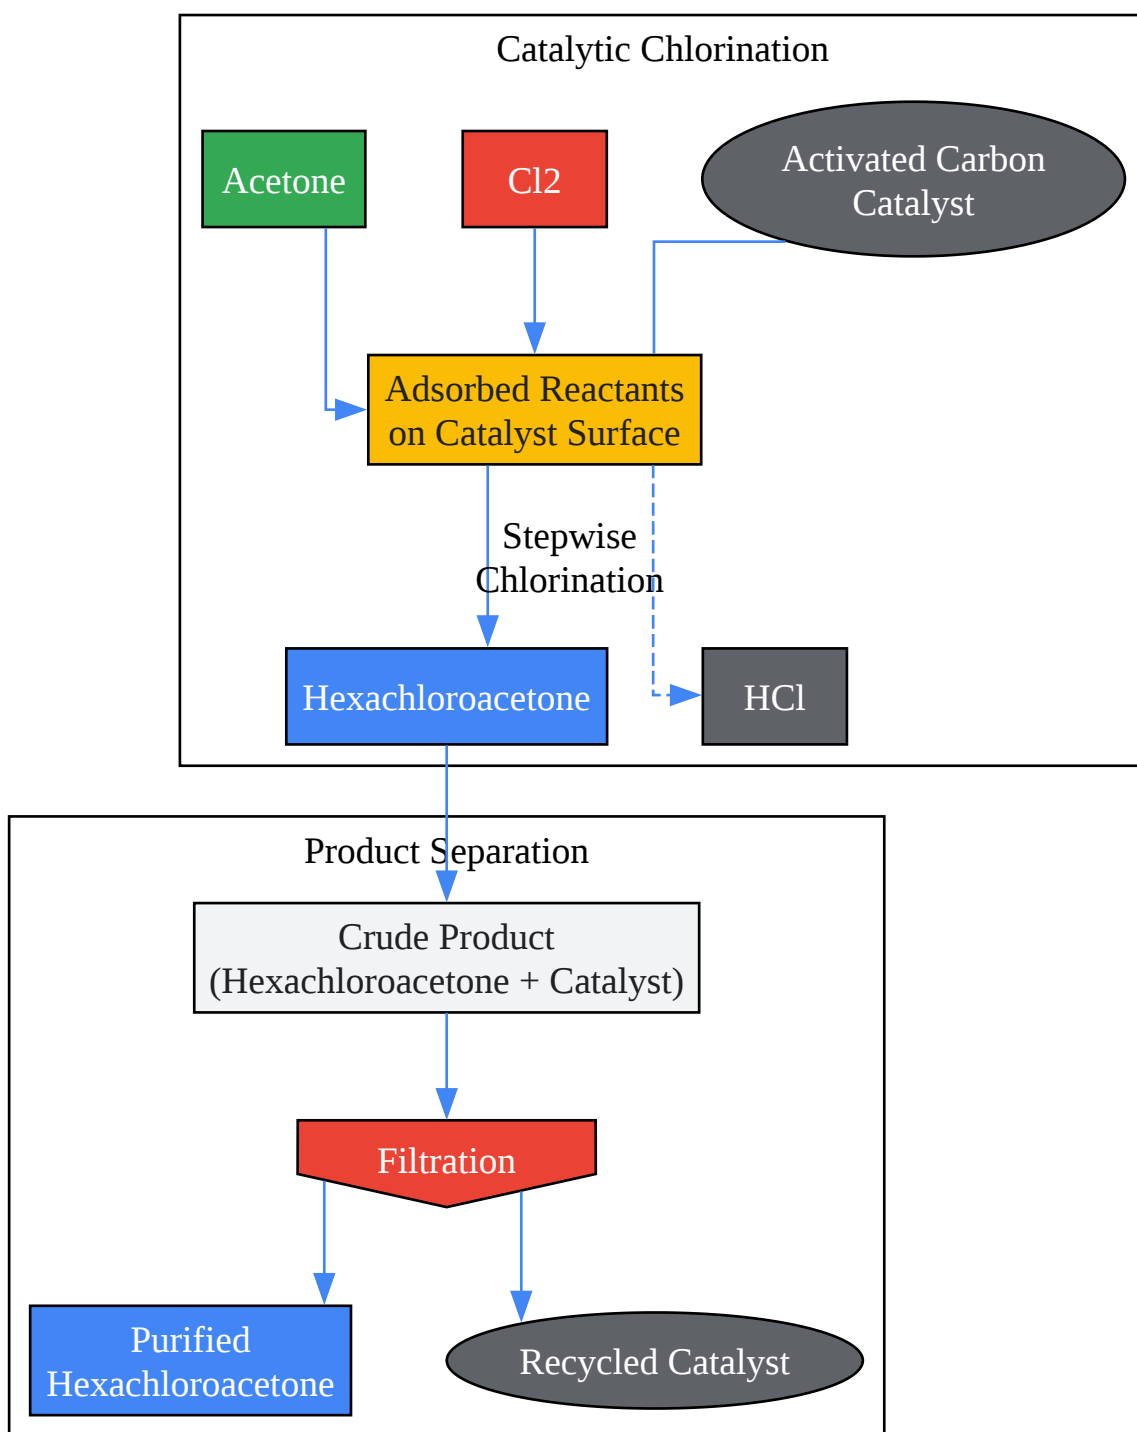 Catalytic Chlorination
Acetone
Cl2
Activated Carbon
Catalyst
Adsorbed Reactants
on Catalyst Surface
Stepwise
Chlorination
Hexachloroacetone
HCl
Product Separation
Crude Product
(Hexachloroacetone + Catalyst)
Filtration
Purified
Hexachloroacetone
Recycled Catalyst